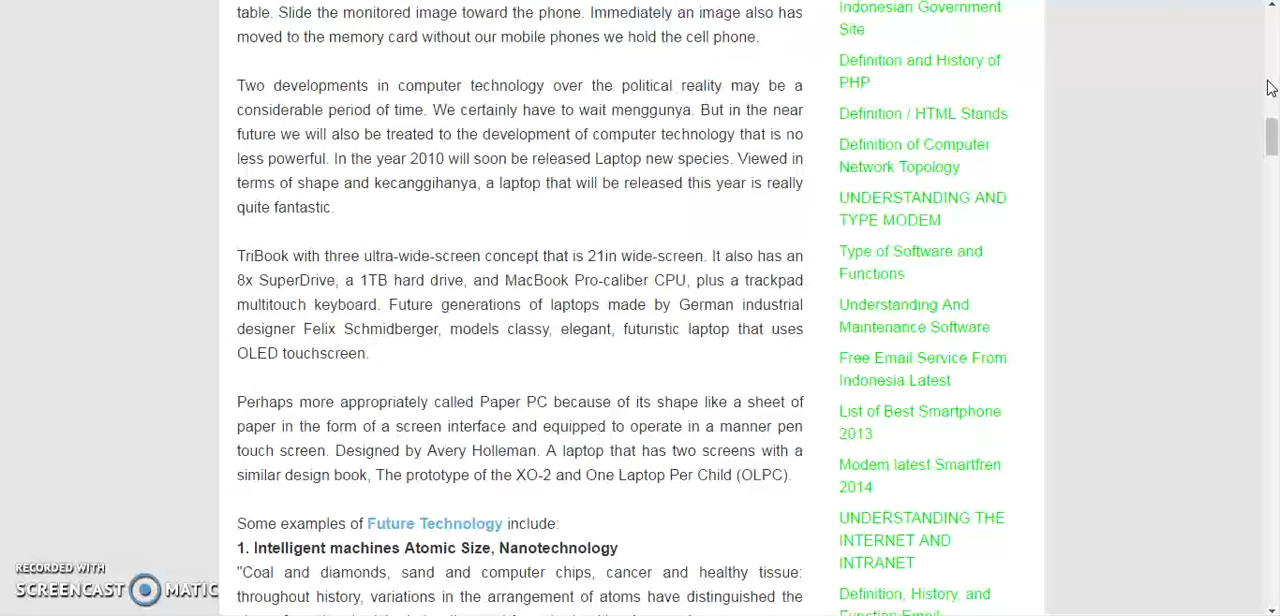 table. Slide the monitored image toward the phone. Immediately an image also has
moved to the memory card without our mobile phones we hold the cell phone.
Two developments in computer technology over the political reality may be a
considerable period of time. We certainly have to wait menggunya. But in the near
future we will also be treated to the development of computer technology that is no
less powerful. In the year 2010 will soon be released Laptop new species. Viewed in
terms of shape and kecanggihanya, a laptop that will be released this year is really
quite fantastic.
TriBook with three ultra-wide-screen concept that is 21in wide-screen. It also has an
8x SuperDrive, a 1TB hard drive, and MacBook Pro-caliber CPU, plus a trackpad
multitouch keyboard. Future generations of laptops made by German industrial
designer Felix Schmidberger, models classy, elegant, futuristic laptop that uses
OLED touchscreen.
Perhaps more appropriately called Paper PC because of its shape like a sheet of
paper in the form of a screen interface and equipped to operate in a manner pen
touch screen. Designed by Avery Holleman. A laptop that has two screens with a
similar design book, The prototype of the XO-2 and One Laptop Per Child (OLPC).
Some examples of Future Technology include:
1. Intelligent machines Atomic Size, Nanotechnology
"Coal and diamonds, sand and computer chips, cancer and healthy tissue:
throughout history, variations in the arrangement of atoms have distinguished the
Indonesian Government
Site
Definition and History of
PHP
Definition / HTML Stands
Definition of Computer
Network Topology
UNDERSTANDING AND
TYPE MODEM
Type of Software and
Functions
Understanding And
Maintenance Software
Free Email Service From
Indonesia Latest
List of Best Smartphone
2013
Modem latest Smartfren
2014
UNDERSTANDING THE
INTERNET AND
INTRANET
Definition, History, and
Function Email
RECORDED WITH
SCREENCAST MATIC